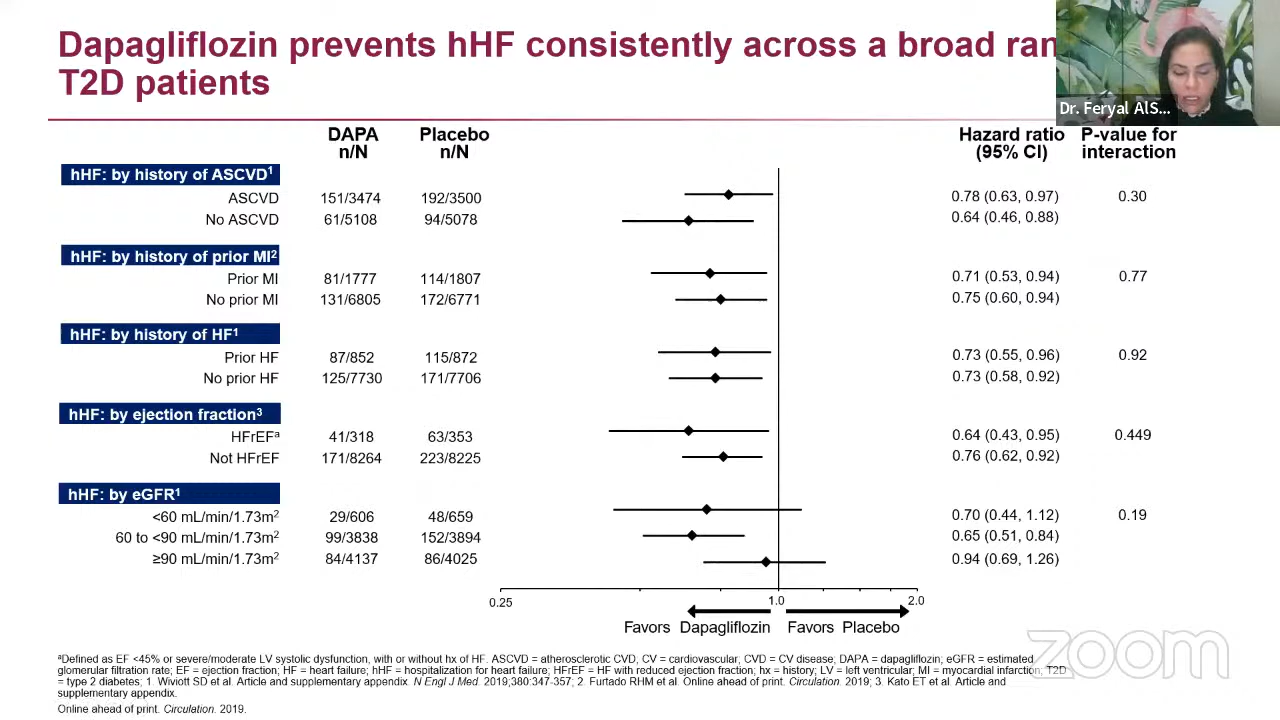 Dapagliflozin prevents hHF consistently across a broad ran
T2D patients
Dr. Feryal AlS...
DAPA
n/N
Placebo
n/N
Hazard ratio
(95% CI)
P-value for
interaction
hHF: by history of ASCVD¹
ASCVD 151/3474 192/3500 0.78 (0.63, 0.97) 0.30
No ASCVD 61/5108 94/5078 0.64 (0.46, 0.88)
hHF: by history of prior MI²
Prior MI 81/1777 114/1807 0.71 (0.53, 0.94) 0.77
No prior MI 131/6805 172/6771 0.75 (0.60, 0.94)
hHF: by history of HF¹
Prior HF 87/852 115/872 0.73 (0.55, 0.96) 0.92
No prior HF 125/7730 171/7706 0.73 (0.58, 0.92)
hHF: by ejection fraction³
HFrEFᵃ 41/318 63/353 0.64 (0.43, 0.95) 0.449
Not HFrEF 171/8264 223/8225 0.76 (0.62, 0.92)
hHF: by eGFR¹
<60 mL/min/1.73m² 29/606 48/659 0.70 (0.44, 1.12) 0.19
60 to <90 mL/min/1.73m² 99/3838 152/3894 0.65 (0.51, 0.84)
≥90 mL/min/1.73m² 84/4137 86/4025 0.94 (0.69, 1.26)
0.25 1.0 2.0
Favors Dapagliflozin Favors Placebo
zoom
ᵃDefined as EF <45% or severe/moderate LV systolic dysfunction, with or without hx of HF. ASCVD = atherosclerotic CVD, CV = cardiovascular; CVD = CV disease; DAPA = dapagliflozin; eGFR = estimated
glomerular filtration rate; EF = ejection fraction; HF = heart failure; hHF = hospitalization for heart failure; HFrEF = HF with reduced ejection fraction; hx = history; LV = left ventricular; MI = myocardial infarction; T2D
= type 2 diabetes; 1. Wiviott SD et al. Article and supplementary appendix. N Engl J Med. 2019;380:347-357; 2. Furtado RHM et al. Online ahead of print. Circulation. 2019; 3. Kato ET et al. Article and
supplementary appendix.
Online ahead of print. Circulation. 2019.